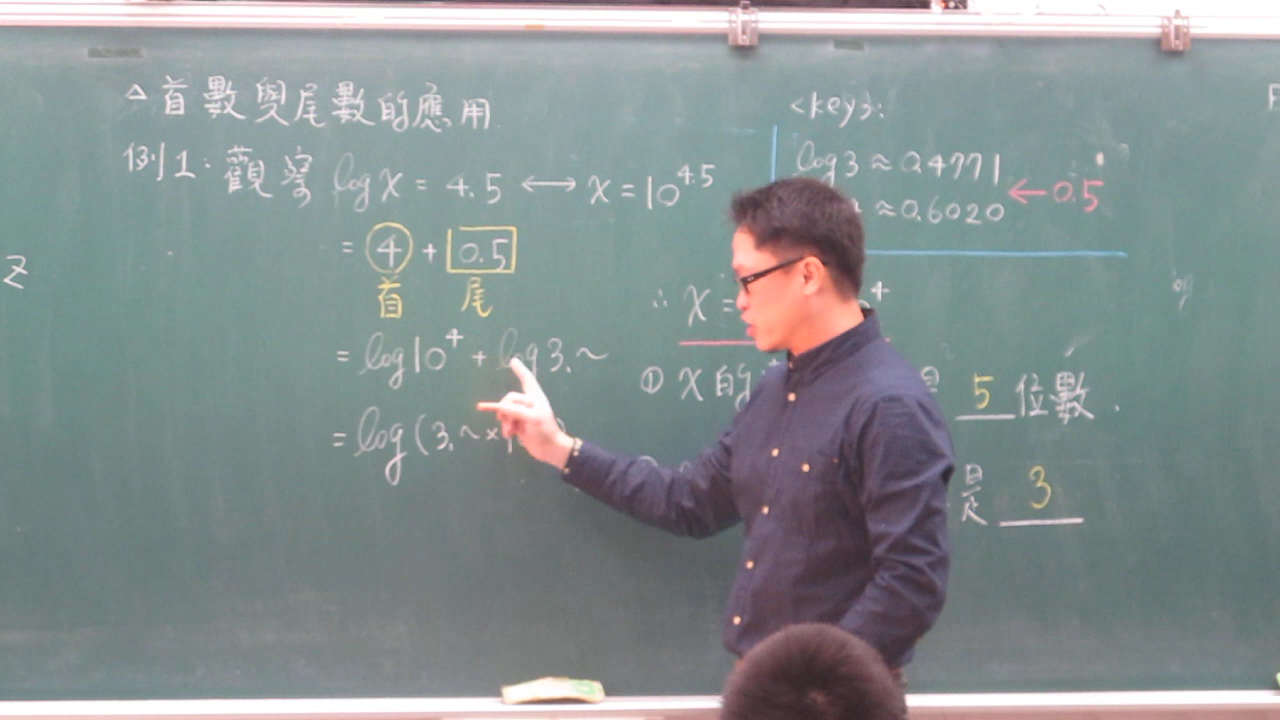 △首數與尾數的應用
例1:觀察 log x = 4.5 ⟷ x = 10^4.5
= 4 + 0.5
首 尾
= log 10^4 + log 3.~
= log (3.~ ×
<key>:
log 3 ≈ 0.4771
≈ 0.6020 ← 0.5
∴ x =
① x 的 是 5 位數.
是 3
Z